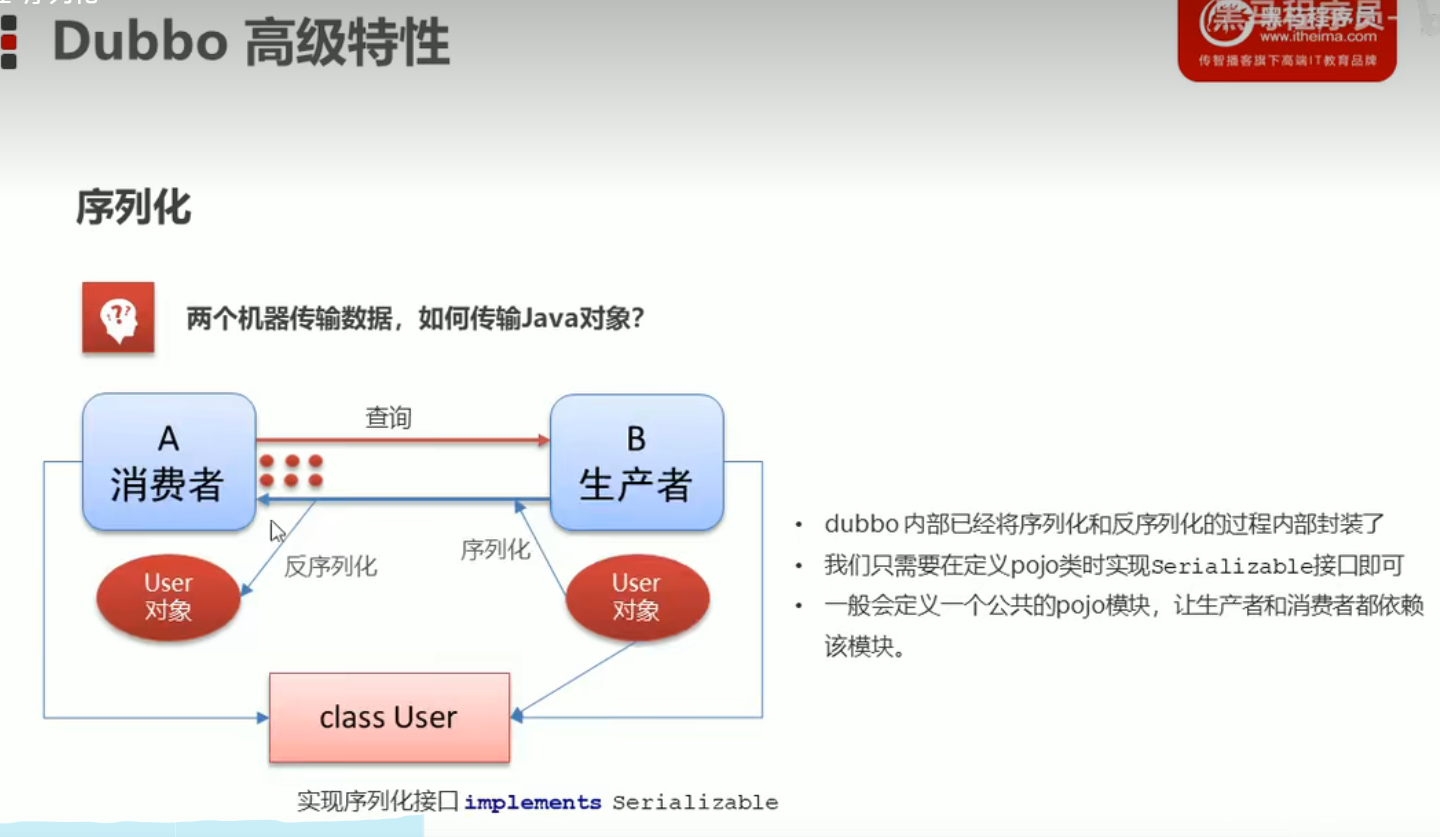 Dubbo 高级特性
www.itheima.com
传智播客旗下高端IT教育品牌
序列化
两个机器传输数据，如何传输Java对象？
A
消费者
查询
B
生产者
反序列化
序列化
User
对象
User
对象
class User
实现序列化接口 implements Serializable
• dubbo 内部已经将序列化和反序列化的过程内部封装了
• 我们只需要在定义pojo类时实现Serializable接口即可
• 一般会定义一个公共的pojo模块，让生产者和消费者都依赖
该模块。